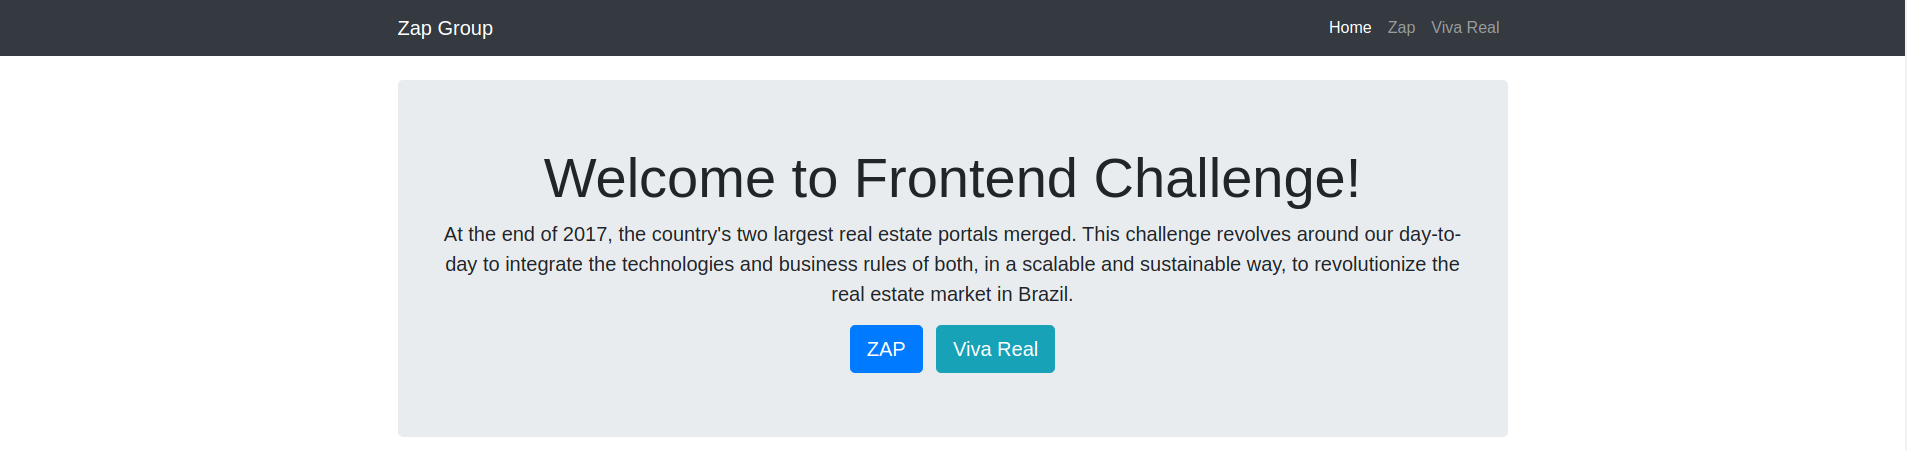 Zap Group
Home Zap Viva Real
Welcome to Frontend Challenge!
At the end of 2017, the country's two largest real estate portals merged. This challenge revolves around our day-to-
day to integrate the technologies and business rules of both, in a scalable and sustainable way, to revolutionize the
real estate market in Brazil.
ZAP Viva Real